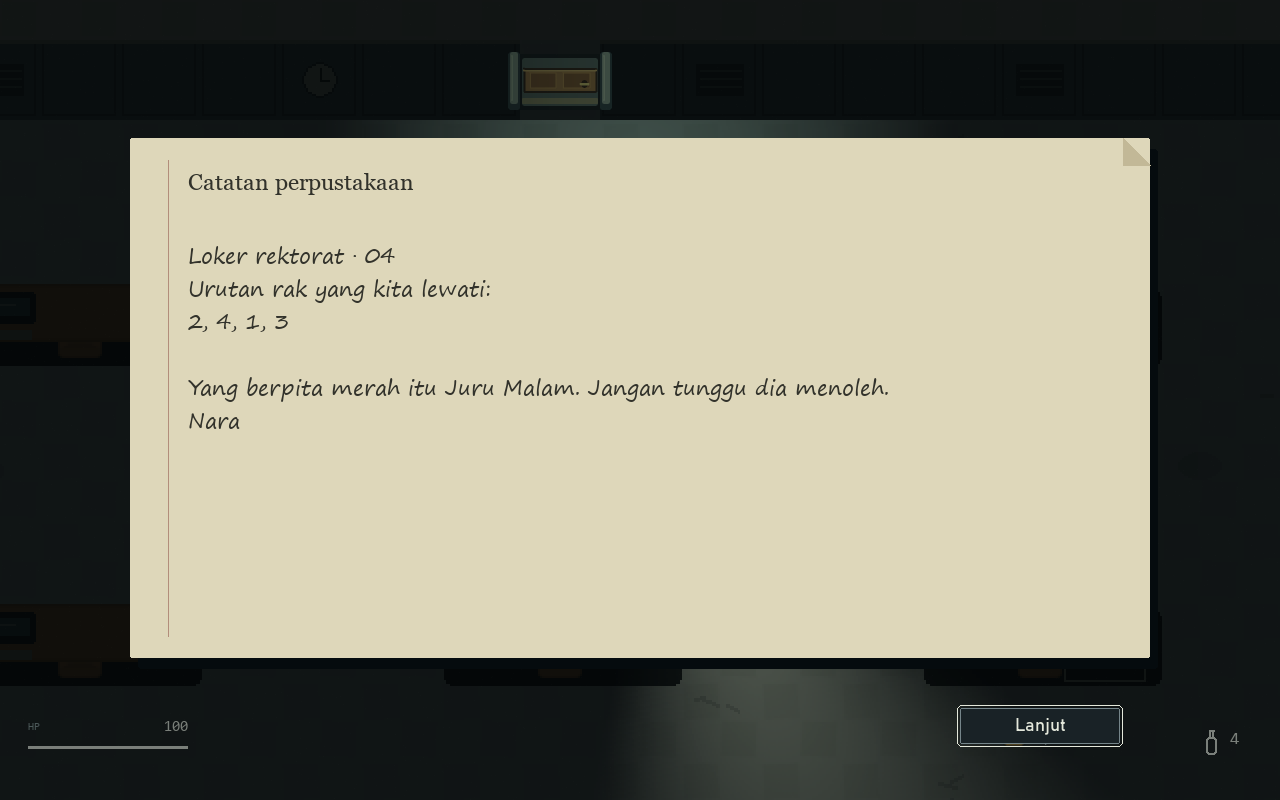 Catatan perpustakaan
Loker rektorat · 04
Urutan rak yang kita lewati:
2, 4, 1, 3
Yang berpita merah itu Juru Malam. Jangan tunggu dia menoleh.
Nara
HP 100
Lanjut
4